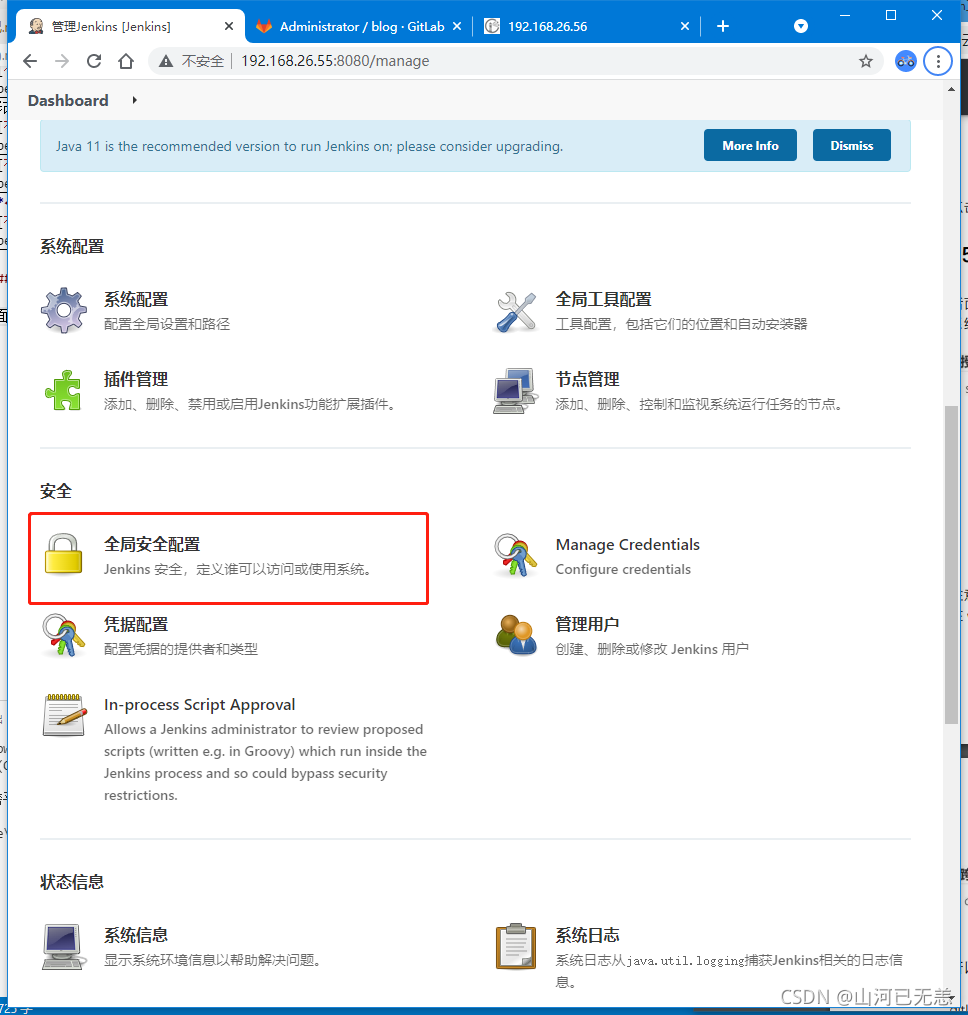 管理Jenkins [Jenkins]
Administrator / blog · GitLab
192.168.26.56
不安全
192.168.26.55:8080/manage
Dashboard
Java 11 is the recommended version to run Jenkins on; please consider upgrading.
More Info
Dismiss
系统配置
系统配置
配置全局设置和路径
全局工具配置
工具配置，包括它们的位置和自动安装器
插件管理
添加、删除、禁用或启用Jenkins功能扩展插件。
节点管理
添加、删除、控制和监视系统运行任务的节点。
安全
全局安全配置
Jenkins 安全，定义谁可以访问或使用系统。
Manage Credentials
Configure credentials
凭据配置
配置凭据的提供者和类型
管理用户
创建、删除或修改 Jenkins 用户
In-process Script Approval
Allows a Jenkins administrator to review proposed
scripts (written e.g. in Groovy) which run inside the
Jenkins process and so could bypass security
restrictions.
状态信息
系统信息
显示系统环境信息以帮助解决问题。
系统日志
系统日志从java.util.logging捕获Jenkins相关的日志信
息。
CSDN @山河已无恙